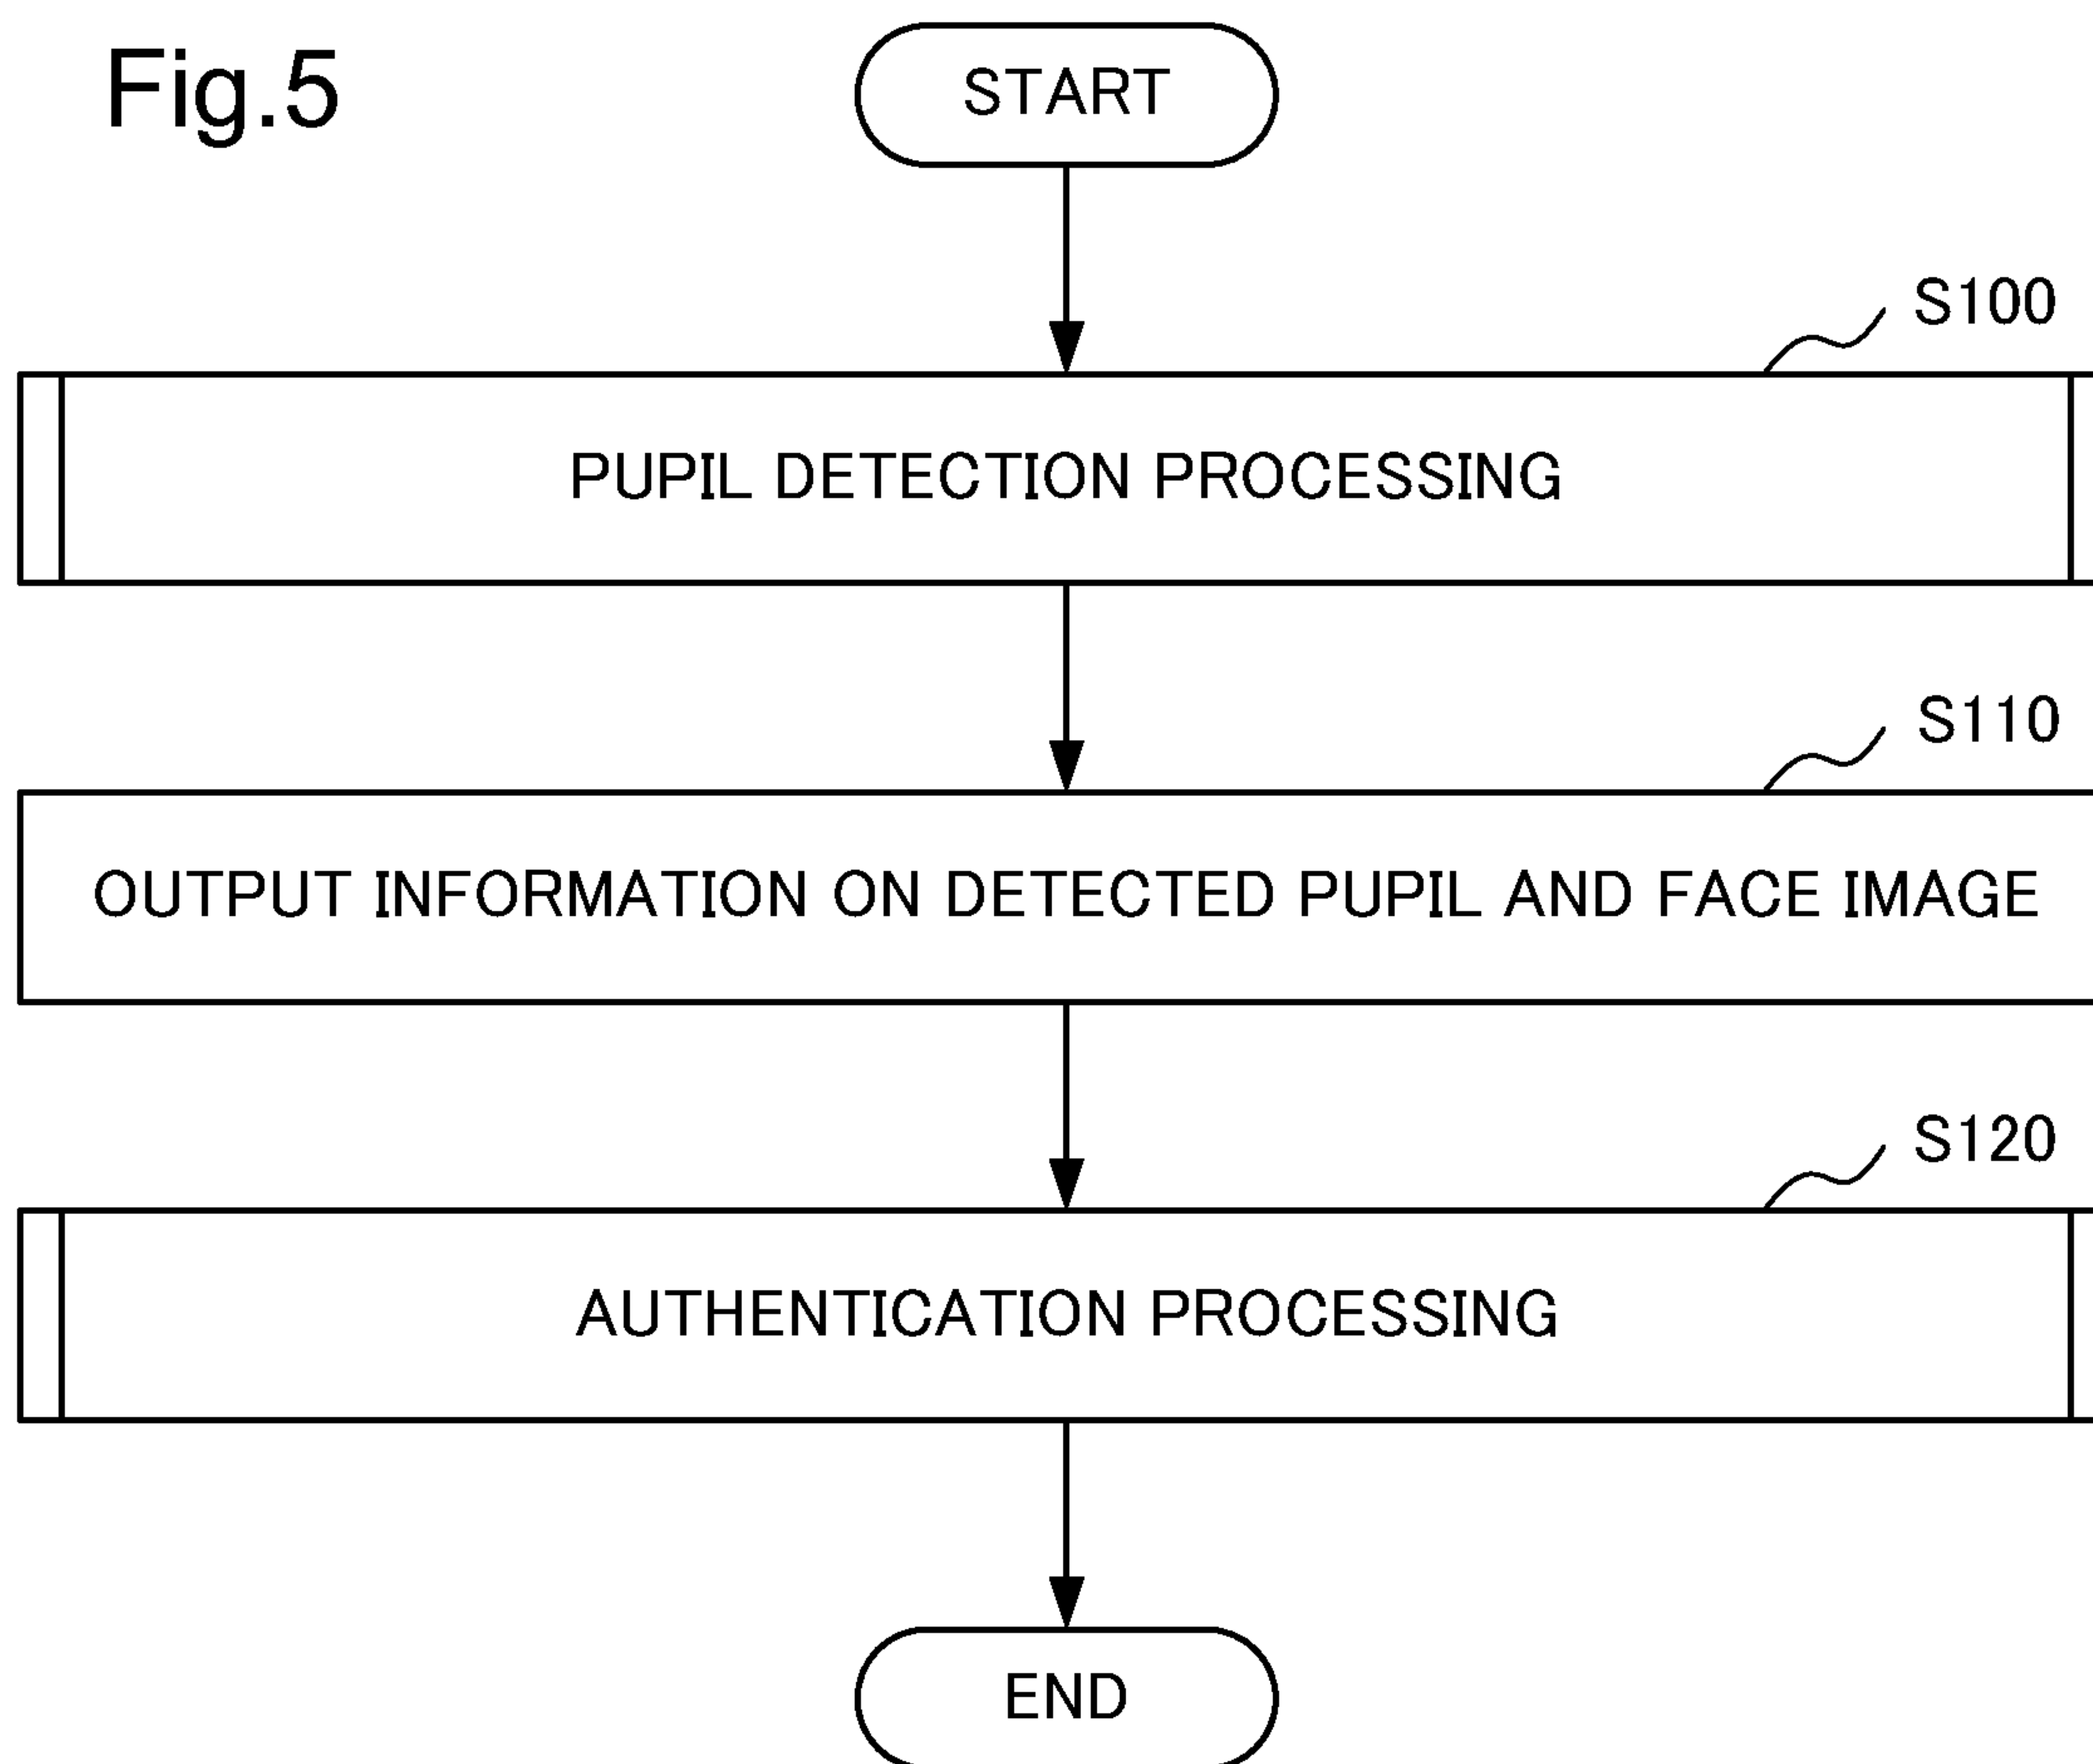 Fig.5
START
S100
PUPIL DETECTION PROCESSING
S110
OUTPUT INFORMATION ON DETECTED PUPIL AND FACE IMAGE
S120
AUTHENTICATION PROCESSING
END